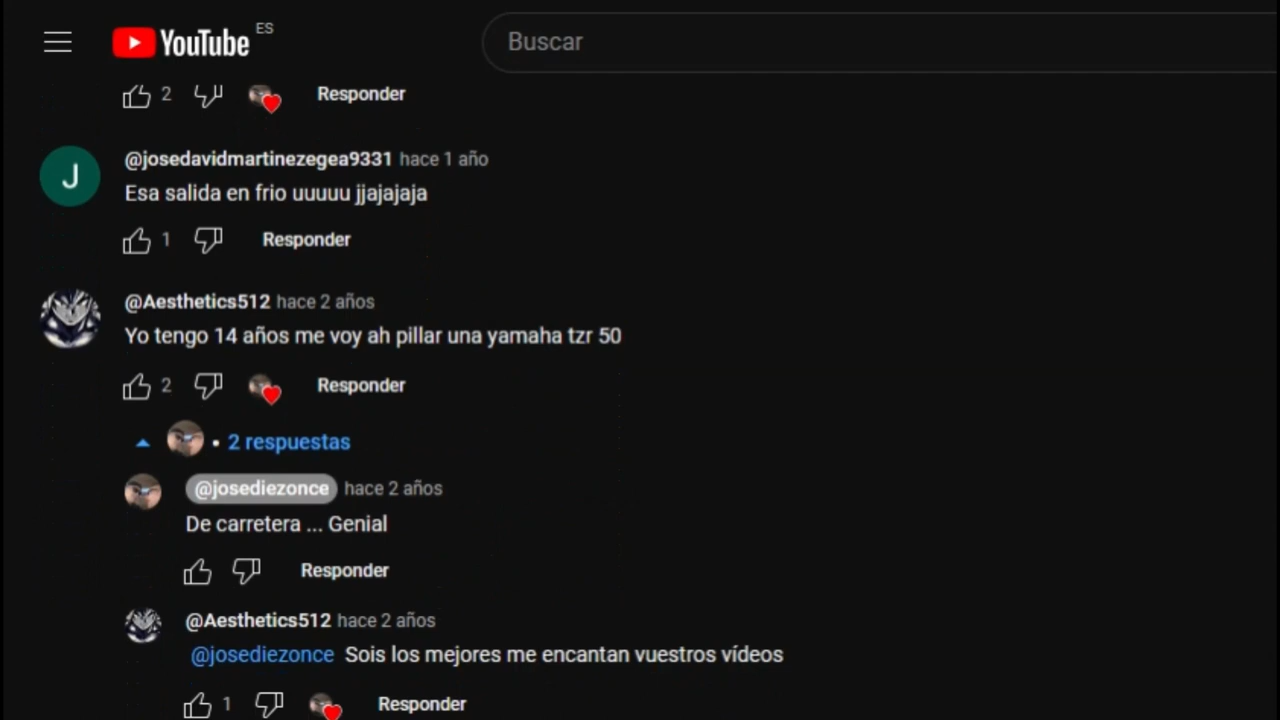 YouTube ES
Buscar
2 Responder
@josedavidmartinezegea9331 hace 1 año
Esa salida en frio uuuuu jjajajaja
1 Responder
@Aesthetics512 hace 2 años
Yo tengo 14 años me voy ah pillar una yamaha tzr 50
2 Responder
2 respuestas
@josediezonce hace 2 años
De carretera ... Genial
Responder
@Aesthetics512 hace 2 años
@josediezonce Sois los mejores me encantan vuestros vídeos
1 Responder
J